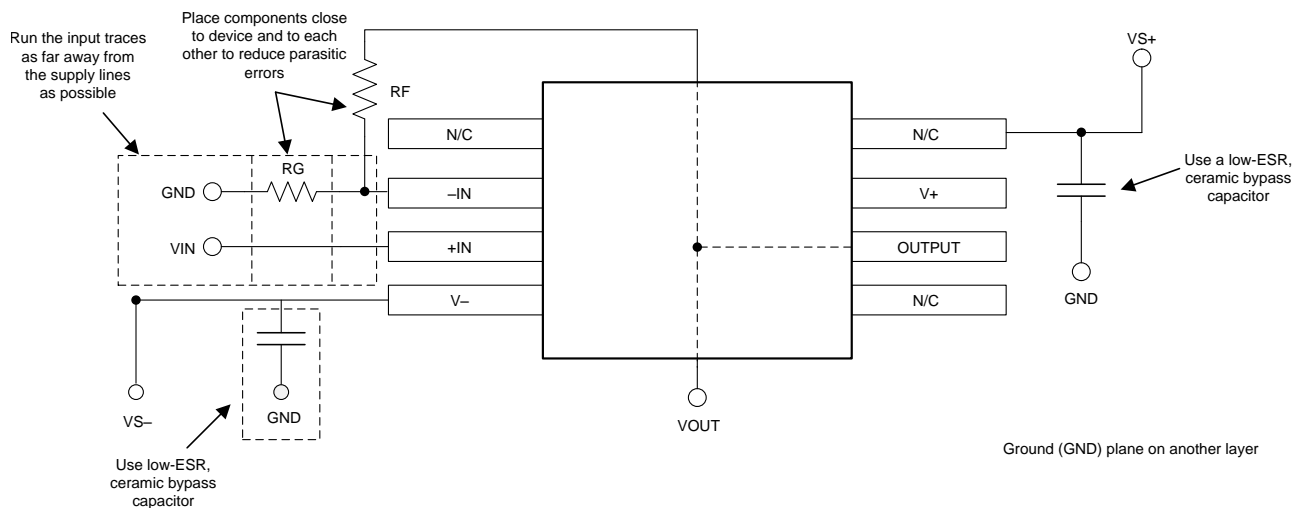 Place components close
to device and to each
other to reduce parasitic
errors
Run the input traces
as far away from
the supply lines
as possible
VS+
RF
N/C
N/C
Use a low-ESR,
ceramic bypass
capacitor
RG
GND
–IN
V+
VIN
+IN
OUTPUT
V–
N/C
GND
VS–
GND
VOUT
Ground (GND) plane on another layer
Use low-ESR,
ceramic bypass
capacitor